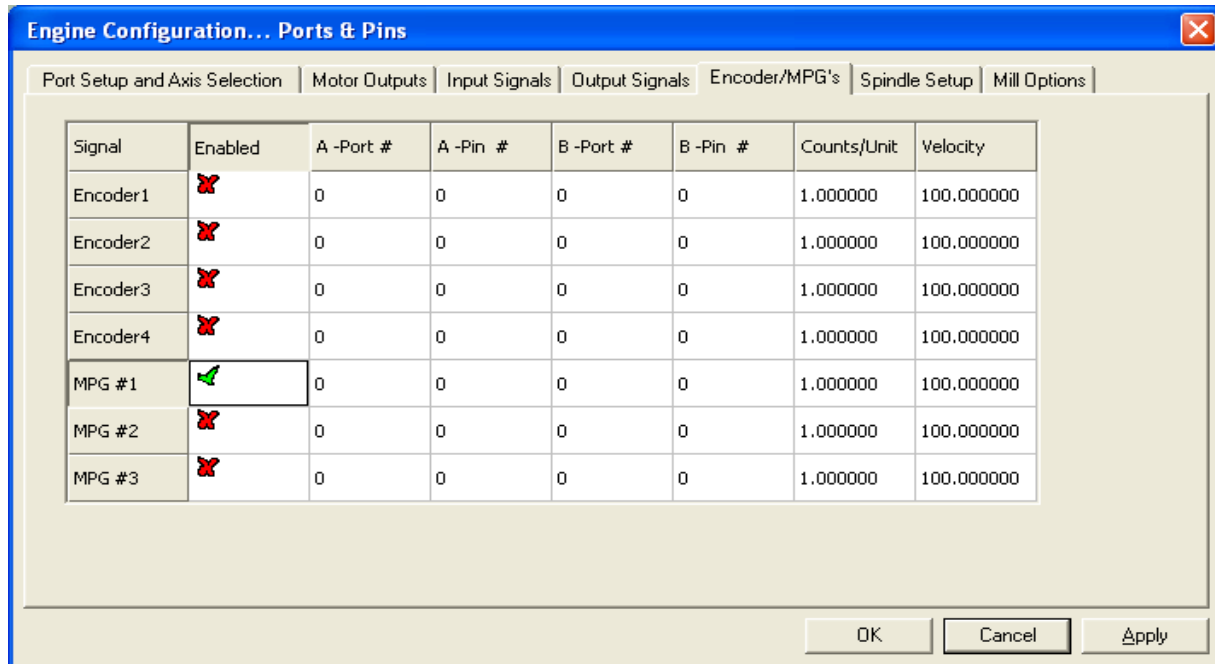 Engine Configuration... Ports & Pins
Port Setup and Axis Selection Motor Outputs Input Signals Output Signals Encoder/MPG's Spindle Setup Mill Options
Signal Enabled A -Port # A -Pin # B -Port # B -Pin # Counts/Unit Velocity
Encoder1 0 0 0 0 1.000000 100.000000
Encoder2 0 0 0 0 1.000000 100.000000
Encoder3 0 0 0 0 1.000000 100.000000
Encoder4 0 0 0 0 1.000000 100.000000
MPG #1 0 0 0 0 1.000000 100.000000
MPG #2 0 0 0 0 1.000000 100.000000
MPG #3 0 0 0 0 1.000000 100.000000
OK Cancel Apply